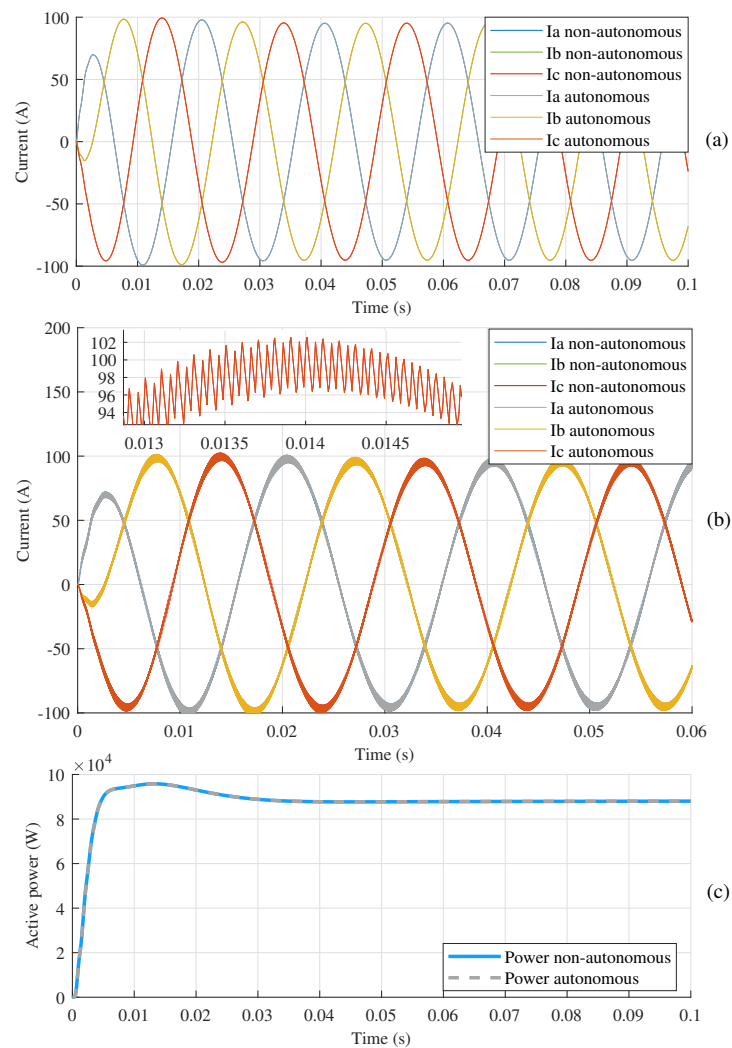 100
50
0
-50
-100
Current (A)
0
0.01
0.02
0.03
0.04
0.05
0.06
0.07
0.08
0.09
0.1
Time (s)
Ia non-autonomous
Ib non-autonomous
Ic non-autonomous
Ia autonomous
Ib autonomous
Ic autonomous
(a)
200
150
100
50
0
-50
-100
Current (A)
102
100
98
96
94
0.013
0.0135
0.014
0.0145
Ia non-autonomous
Ib non-autonomous
Ic non-autonomous
Ia autonomous
Ib autonomous
Ic autonomous
(b)
0
0.01
0.02
0.03
0.04
0.05
0.06
Time (s)
×10⁴
10
8
6
4
2
0
Active power (W)
Power non-autonomous
Power autonomous
(c)
0
0.01
0.02
0.03
0.04
0.05
0.06
0.07
0.08
0.09
0.1
Time (s)